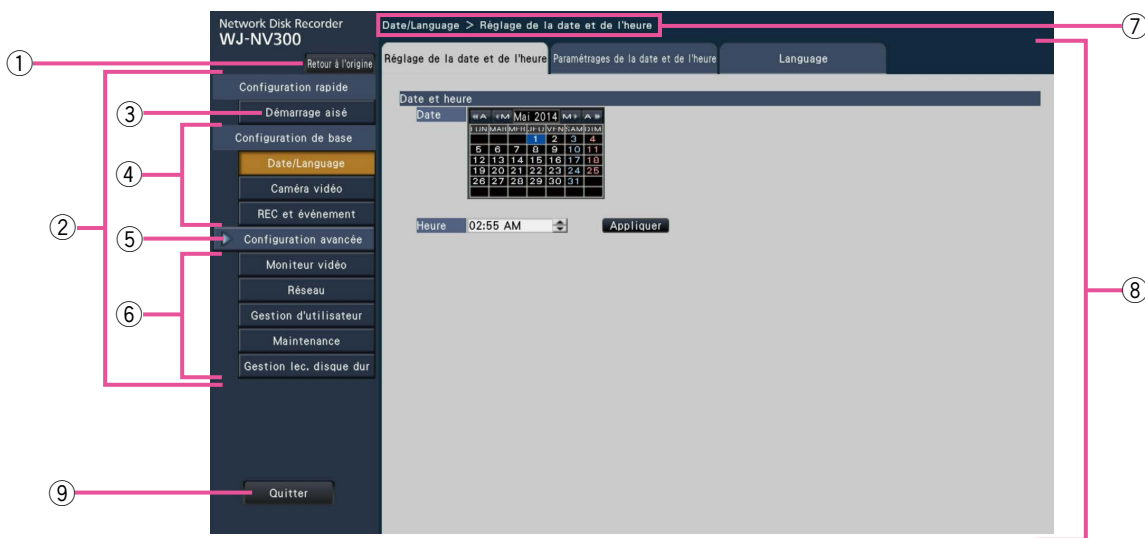 Network Disk Recorder
WJ-NV300
Date/Language > Réglage de la date et de l'heure
⑦
① Retour à l'origine
Réglage de la date et de l'heure Paramétrages de la date et de l'heure Language
②
Configuration rapide
③ Démarrage aisé
④
Configuration de base
Date/Language
Caméra vidéo
REC et événement
⑤ Configuration avancée
⑥
Moniteur vidéo
Réseau
Gestion d'utilisateur
Maintenance
Gestion lec. disque dur
⑨ Quitter
Date et heure
Date
«A ‹M Mai 2014 M› A»
LUN MAR MER JEU VEN SAM DIM
1 2 3 4
5 6 7 8 9 10 11
12 13 14 15 16 17 18
19 20 21 22 23 24 25
26 27 28 29 30 31
Heure 02:55 AM Appliquer
⑧